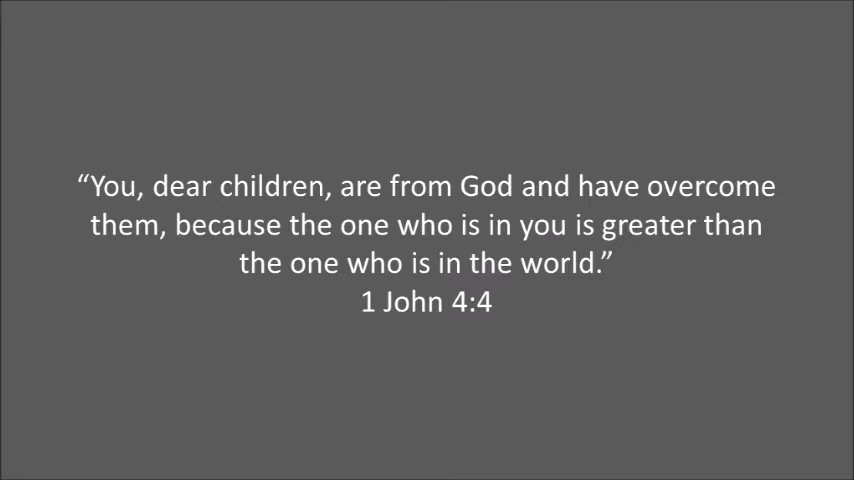 “You, dear children, are from God and have overcome
them, because the one who is in you is greater than
the one who is in the world.”
1 John 4:4